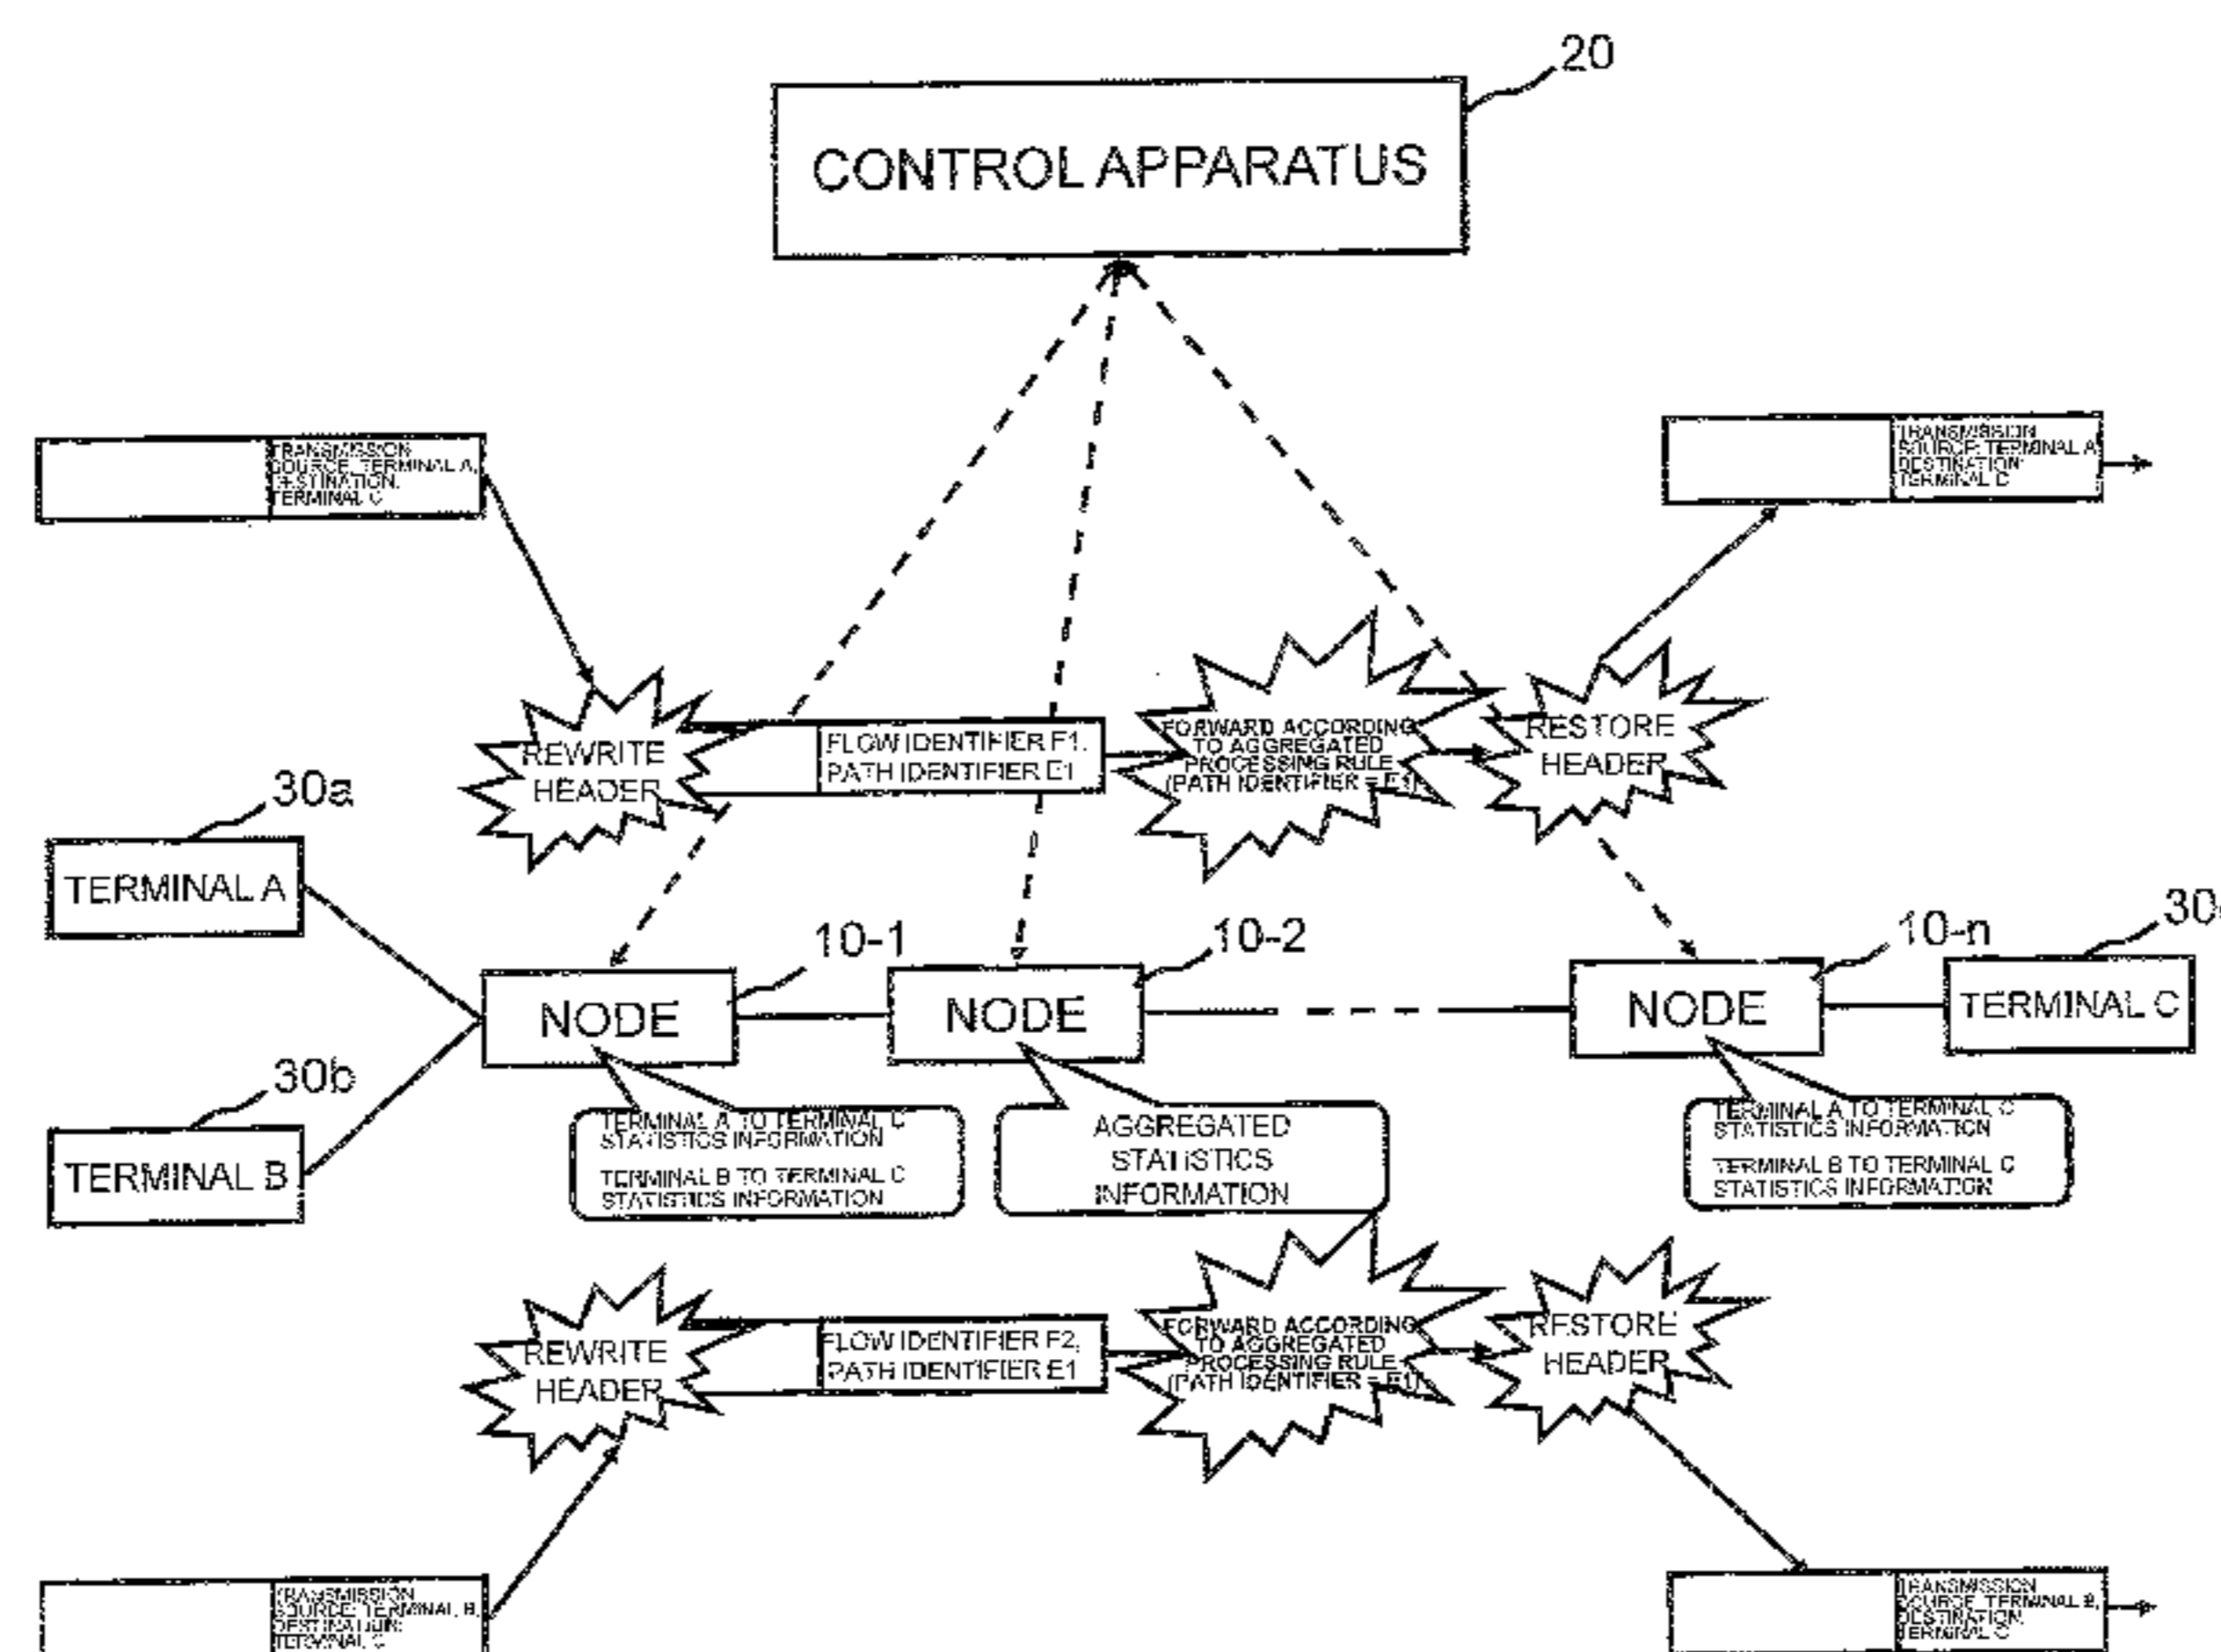 20
CONTROL APPARATUS
TRANSMISSION
SOURCE: TERMINAL A,
DESTINATION:
TERMINAL C
TRANSMISSION
SOURCE: TERMINAL A,
DESTINATION:
TERMINAL C
REWRITE
HEADER
FLOW IDENTIFIER F1,
PATH IDENTIFIER E1
FORWARD ACCORDING
TO AGGREGATED
PROCESSING RULE
(PATH IDENTIFIER = E1)
RESTORE
HEADER
30a
TERMINAL A
10-1
10-2
10-n
30
NODE
NODE
NODE
TERMINAL C
30b
TERMINAL B
TERMINAL A TO TERMINAL C
STATISTICS INFORMATION
TERMINAL B TO TERMINAL C
STATISTICS INFORMATION
AGGREGATED
STATISTICS
INFORMATION
TERMINAL A TO TERMINAL C
STATISTICS INFORMATION
TERMINAL B TO TERMINAL C
STATISTICS INFORMATION
REWRITE
HEADER
FLOW IDENTIFIER F2,
PATH IDENTIFIER E1
FORWARD ACCORDING
TO AGGREGATED
PROCESSING RULE
(PATH IDENTIFIER = E1)
RESTORE
HEADER
TRANSMISSION
SOURCE: TERMINAL B,
DESTINATION:
TERMINAL C
TRANSMISSION
SOURCE: TERMINAL B,
DESTINATION:
TERMINAL C